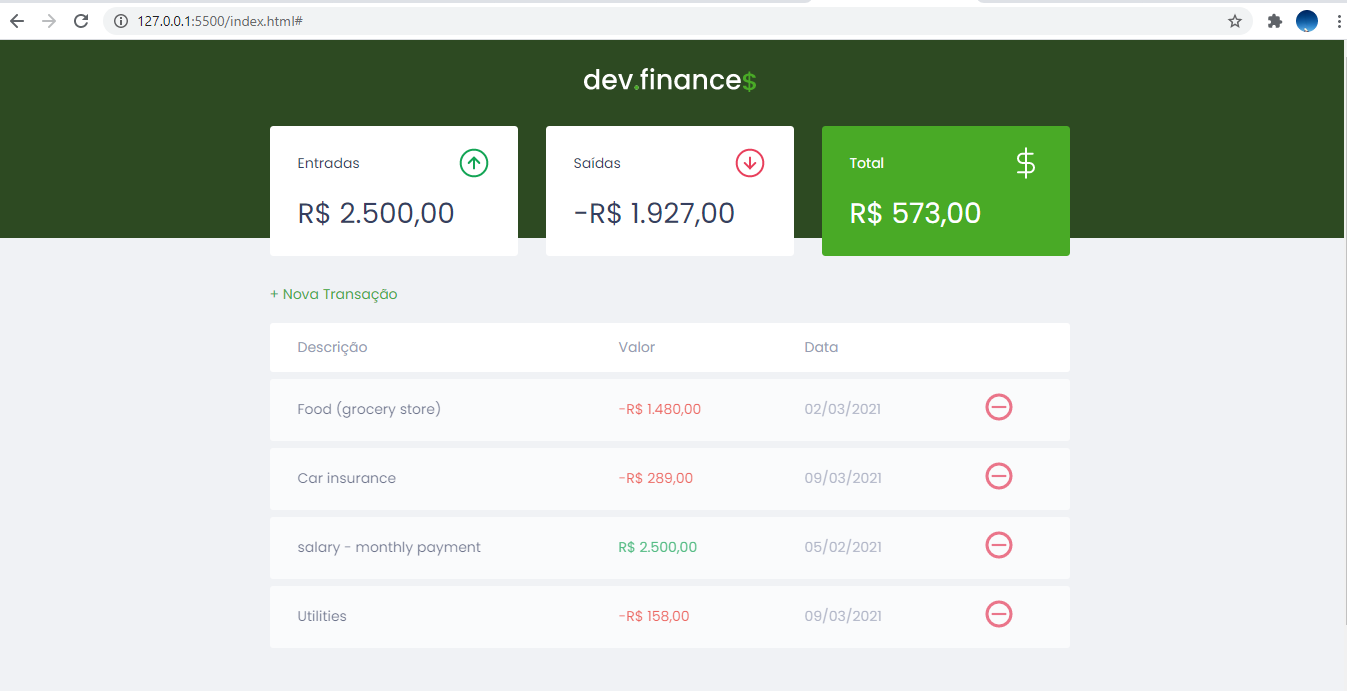 127.0.0.1:5500/index.html#
dev.finance$
Entradas
R$ 2.500,00
Saídas
-R$ 1.927,00
Total
$
R$ 573,00
+ Nova Transação
Descrição Valor Data
Food (grocery store) -R$ 1.480,00 02/03/2021
Car insurance -R$ 289,00 09/03/2021
salary - monthly payment R$ 2.500,00 05/02/2021
Utilities -R$ 158,00 09/03/2021